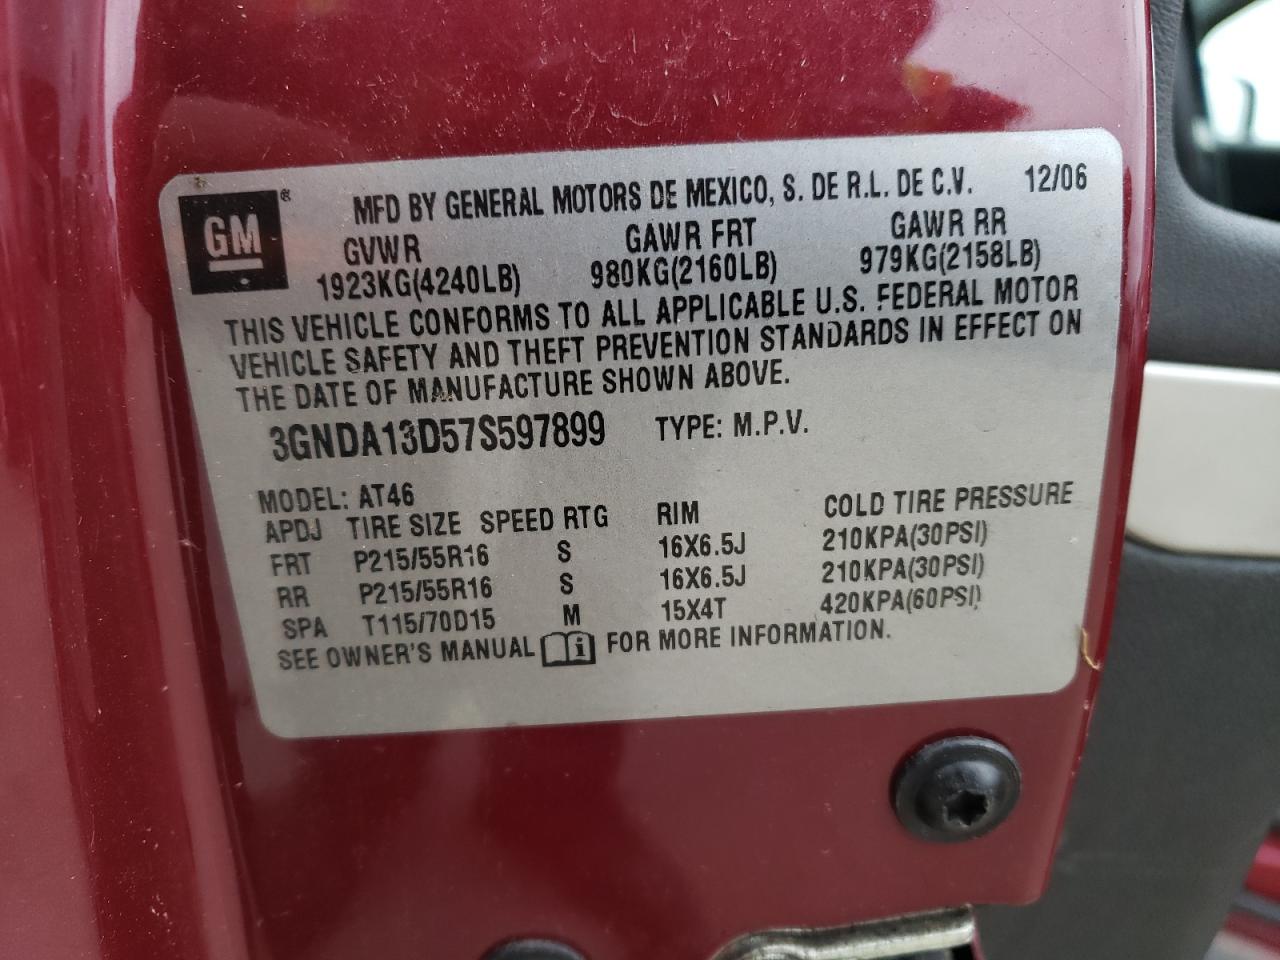 GM ®
MFD BY GENERAL MOTORS DE MEXICO, S. DE R.L. DE C.V. 12/06
GVWR GAWR FRT GAWR RR
1923KG(4240LB) 980KG(2160LB) 979KG(2158LB)
THIS VEHICLE CONFORMS TO ALL APPLICABLE U.S. FEDERAL MOTOR
VEHICLE SAFETY AND THEFT PREVENTION STANDARDS IN EFFECT ON
THE DATE OF MANUFACTURE SHOWN ABOVE.
3GNDA13D57S597899 TYPE: M.P.V.
MODEL: AT46
APDJ TIRE SIZE SPEED RTG RIM COLD TIRE PRESSURE
FRT P215/55R16 S 16X6.5J 210KPA(30PSI)
RR P215/55R16 S 16X6.5J 210KPA(30PSI)
SPA T115/70D15 M 15X4T 420KPA(60PSI)
SEE OWNER'S MANUAL i FOR MORE INFORMATION.